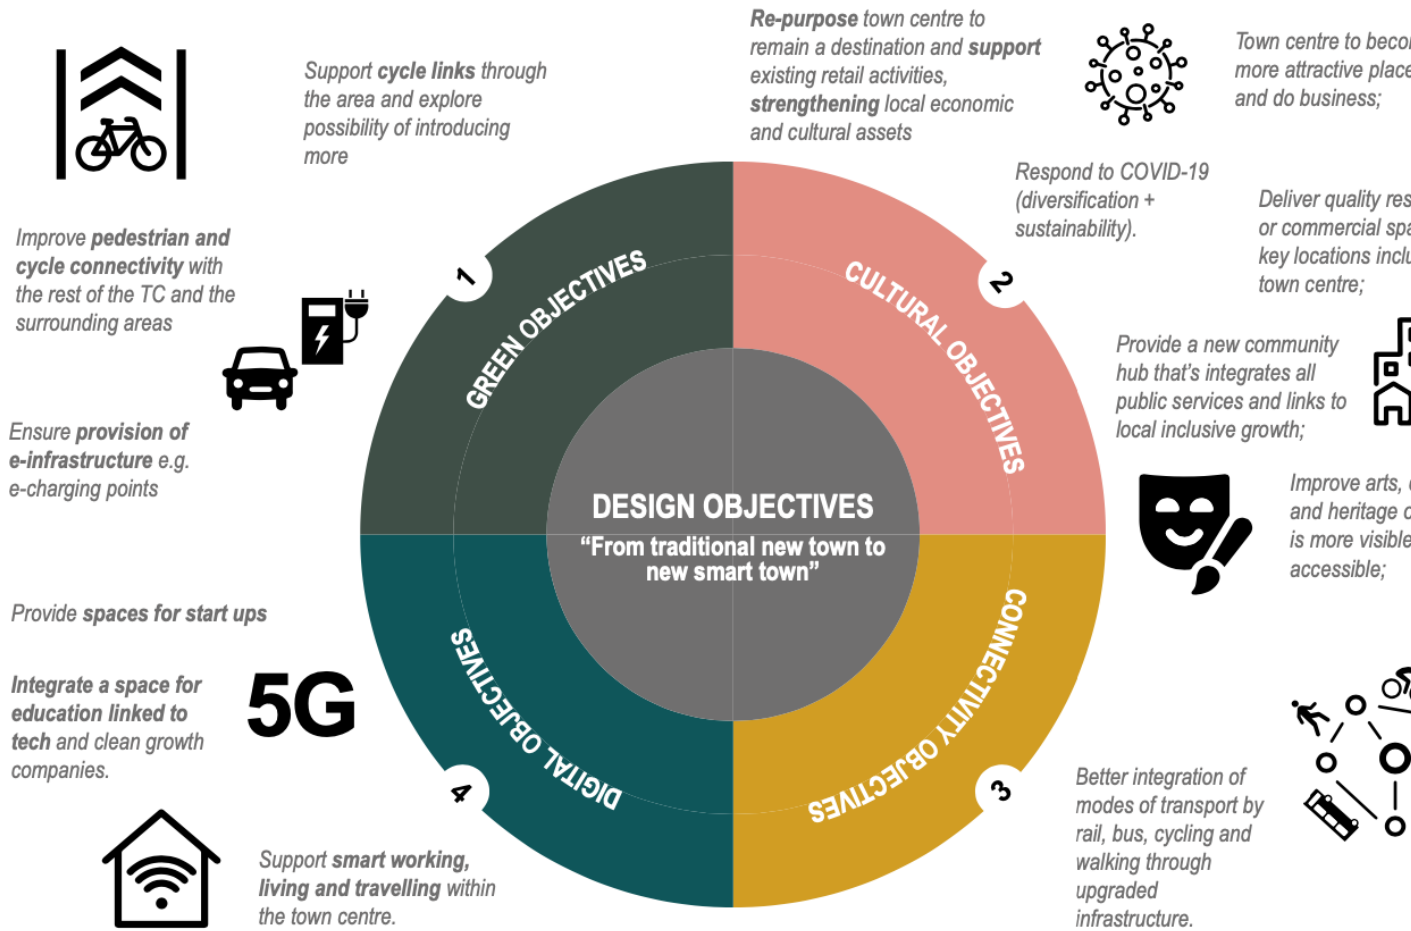 Support cycle links through
the area and explore
possibility of introducing
more
Improve pedestrian and
cycle connectivity with
the rest of the TC and the
surrounding areas
Ensure provision of
e-infrastructure e.g.
e-charging points
Re-purpose town centre to
remain a destination and support
existing retail activities,
strengthening local economic
and cultural assets
Town centre to
more attractive place
and do business;
Respond to COVID-19
(diversification +
sustainability).
Deliver quality
or commercial
key locations
town centre;
Provide a new community
hub that's integrates all
public services and links to
local inclusive growth;
Improve arts,
and heritage
is more visible
accessible;
1
GREEN OBJECTIVES
2
CULTURAL OBJECTIVES
DESIGN OBJECTIVES
“From traditional new town to
new smart town”
3
CONNECTIVITY OBJECTIVES
4
DIGITAL OBJECTIVES
Provide spaces for start ups
Integrate a space for
education linked to
tech and clean growth
companies.
5G
Support smart working,
living and travelling within
the town centre.
Better integration of
modes of transport by
rail, bus, cycling and
walking through
upgraded
infrastructure.